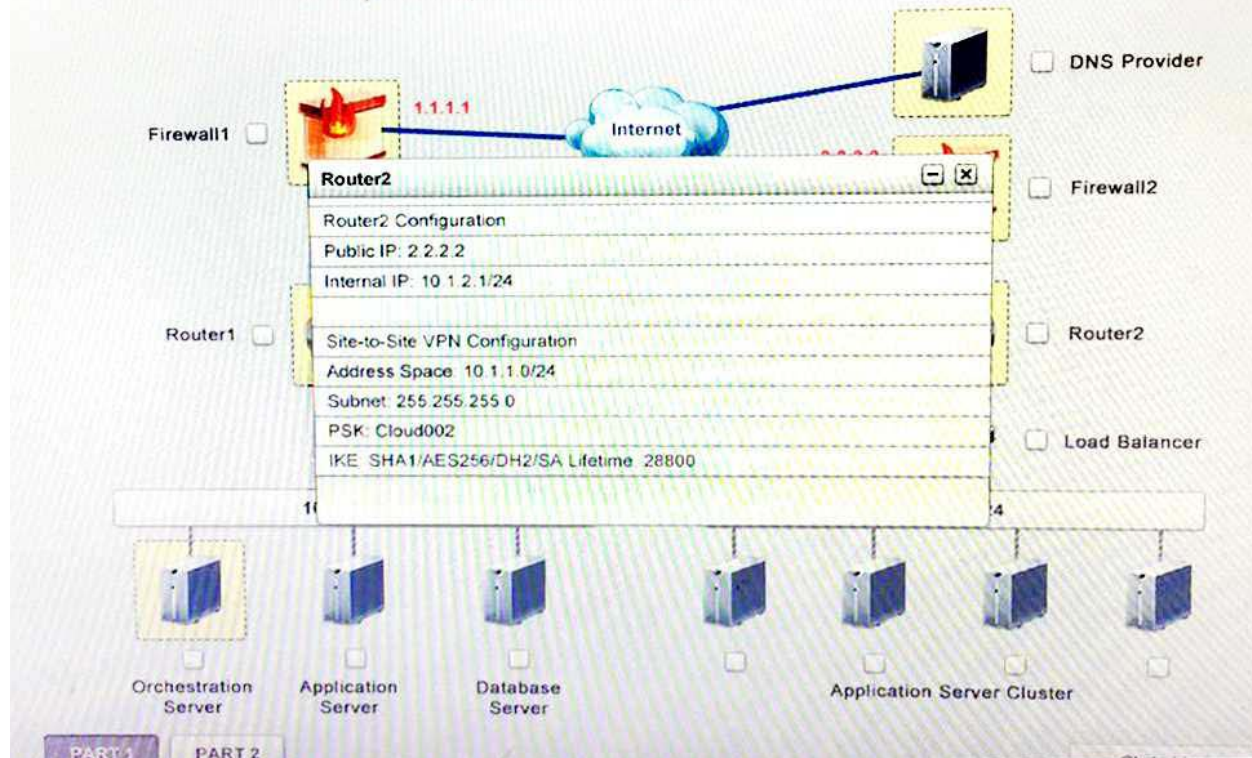 DNS Provider
1.1.1.1
Firewall1
Internet
Router2
Firewall2
Router2 Configuration
Public IP: 2.2.2.2
Internal IP: 10.1.2.1/24
Router1
Router2
Site-to-Site VPN Configuration
Address Space: 10.1.1.0/24
Subnet: 255.255.255.0
PSK: Cloud002
Load Balancer
IKE: SHA1/AES256/DH2/SA Lifetime: 28800
Orchestration
Server
Application
Server
Database
Server
Application Server Cluster
PART 1
PART 2